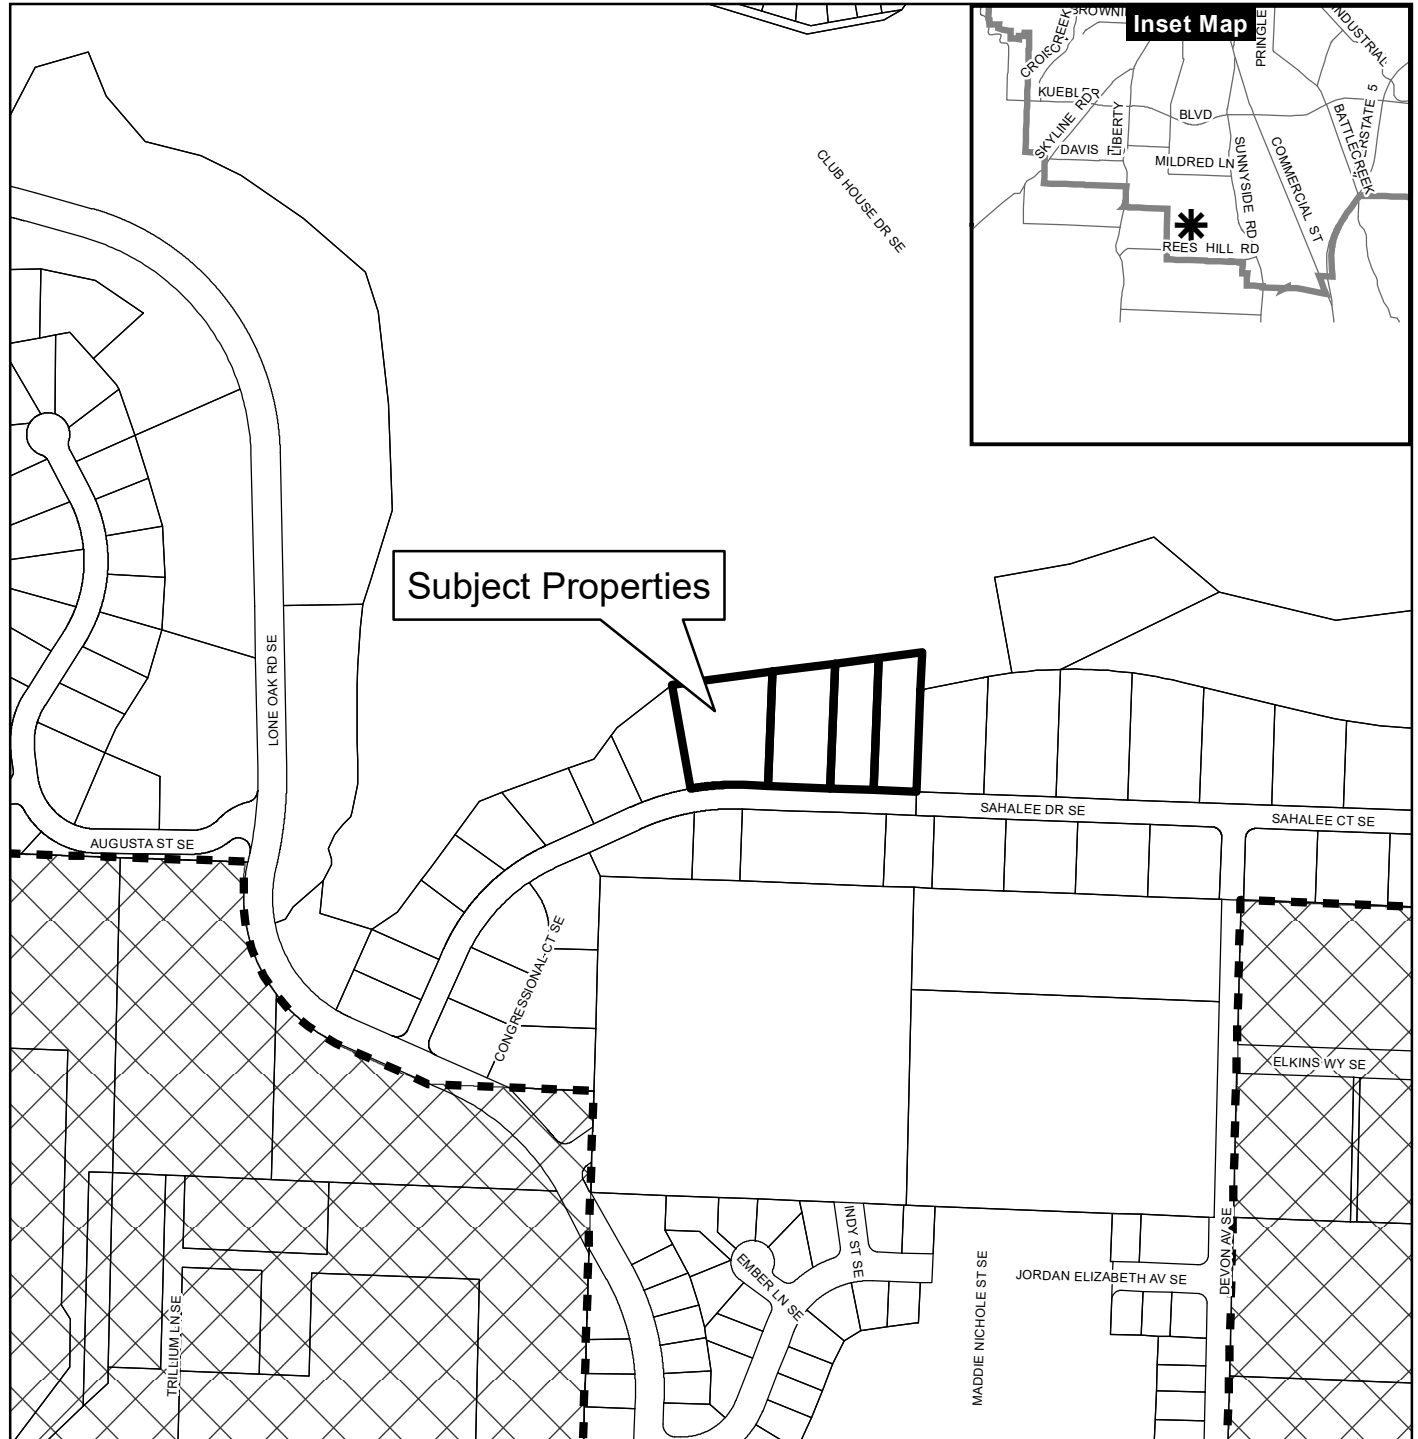 Inset Map
PRINGLE
INDUSTRIAL
CREEK
KUEBLER
SKYLINE RD
LIBERTY
BLVD
BATTLECREEK
DAVIS
MILDRED LN
SUNNYSIDE RD
COMMERCIAL ST
REES HILL RD
CLUB HOUSE DR SE
Subject Properties
LONE OAK RD SE
SAHALEE DR SE
SAHALEE CT SE
AUGUSTA ST SE
CONGRESSIONAL CT SE
ELKINS WY SE
INDY ST SE
EMBER LN SE
MADDIE NICHOLE ST SE
JORDAN ELIZABETH AV SE
DEVON AV SE
TRILLIUM LN SE